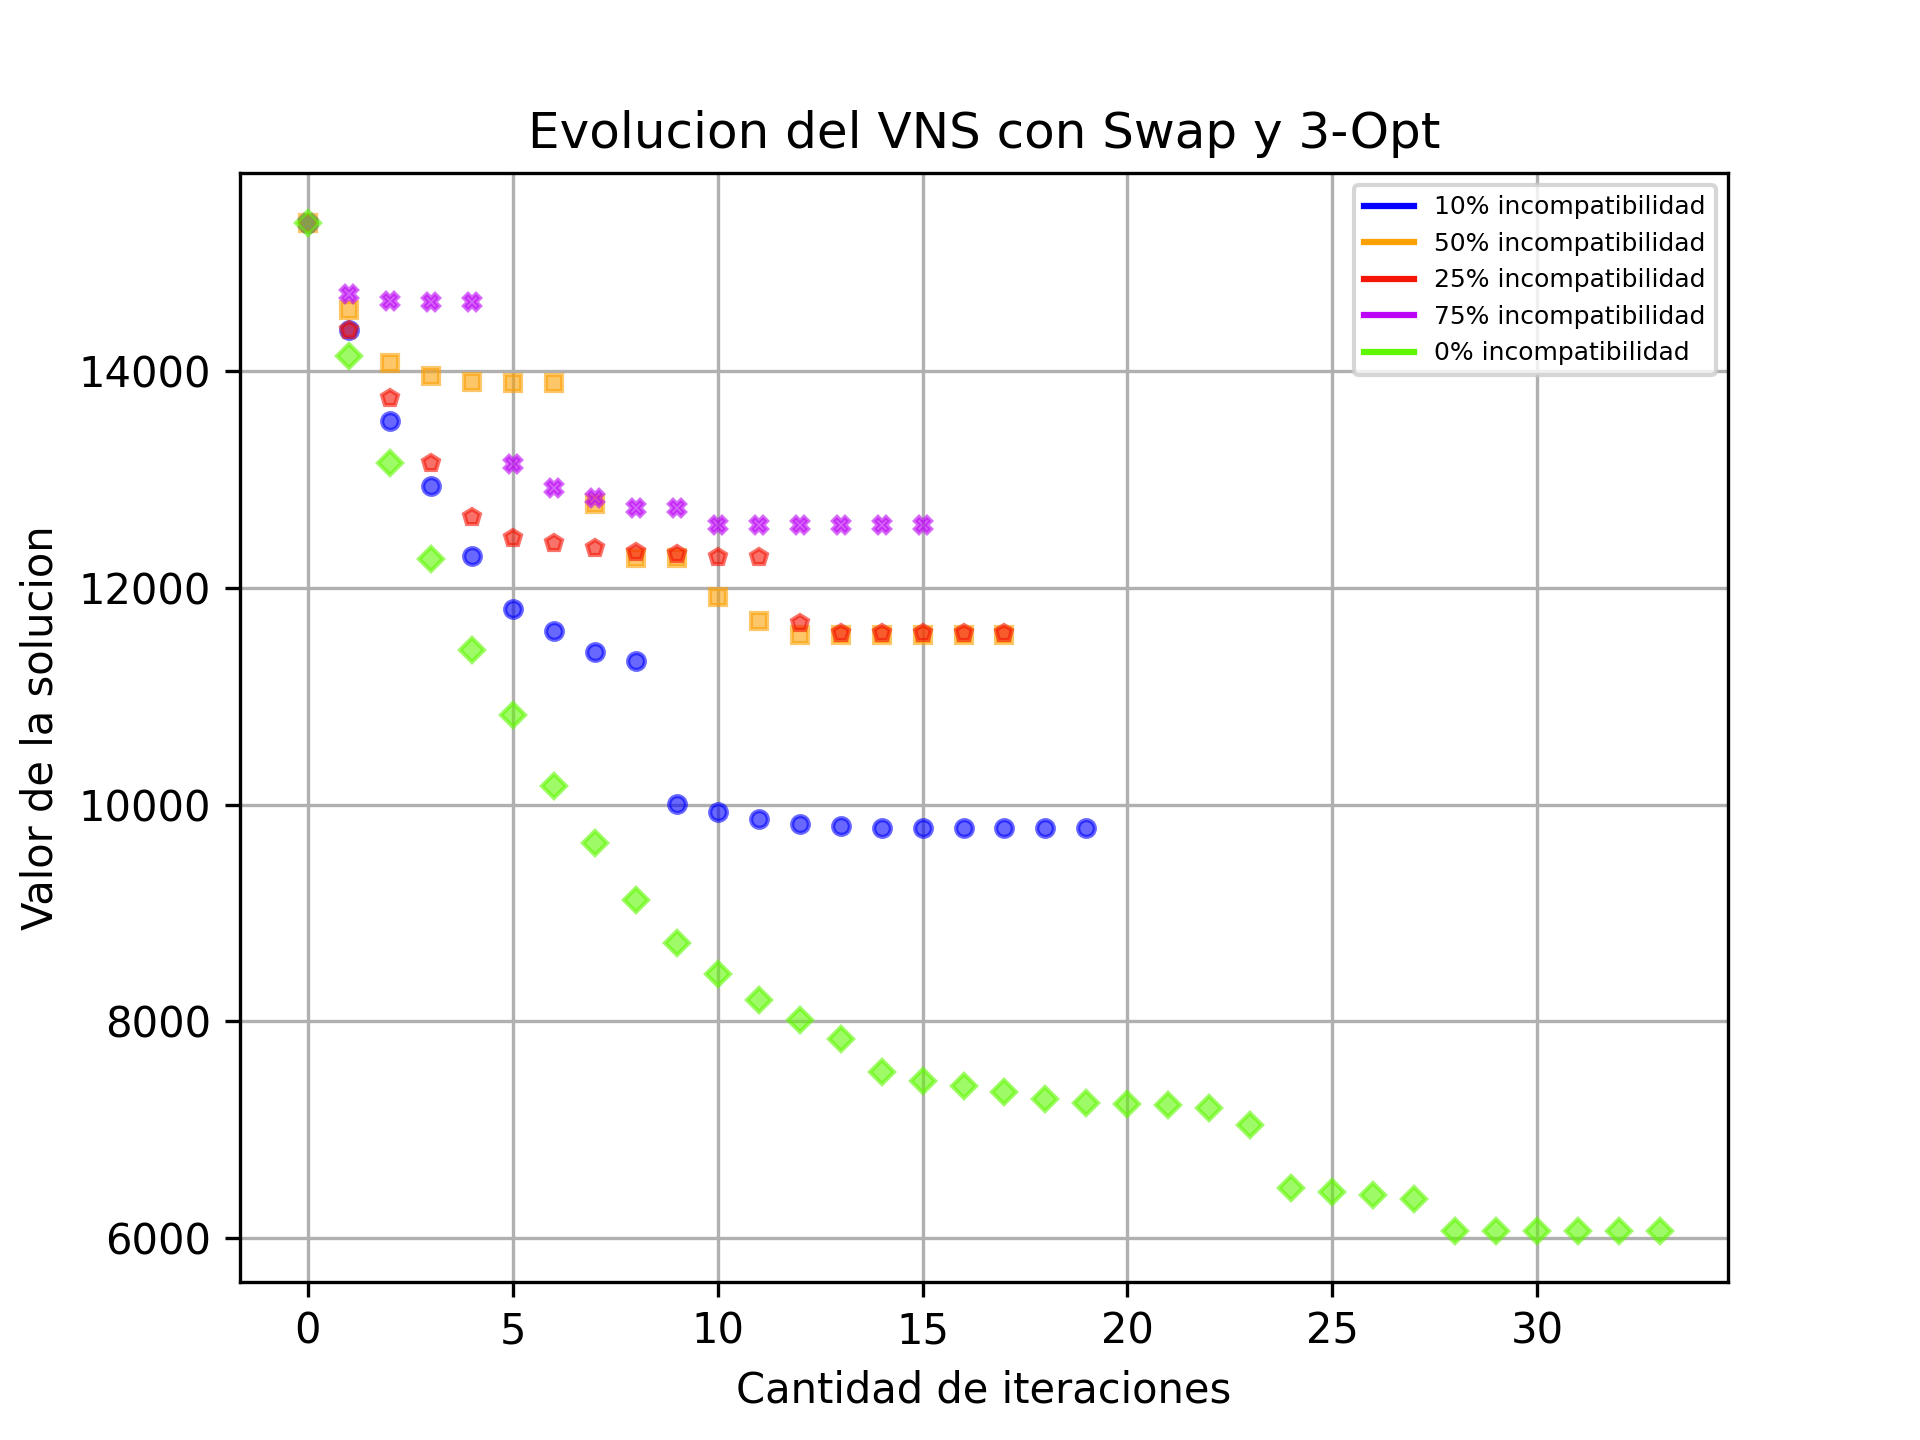 Evolucion del VNS con Swap y 3-Opt
10% incompatibilidad
50% incompatibilidad
25% incompatibilidad
75% incompatibilidad
0% incompatibilidad
Valor de la solucion
14000
12000
10000
8000
6000
0 5 10 15 20 25 30
Cantidad de iteraciones